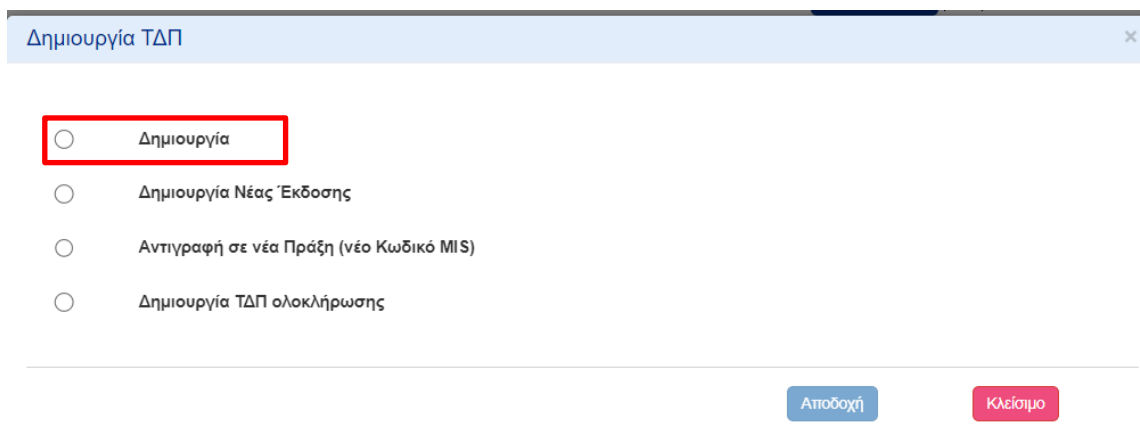 Δημιουργία ΤΔΠ
×
Δημιουργία
Δημιουργία Νέας Έκδοσης
Αντιγραφή σε νέα Πράξη (νέο Κωδικό MIS)
Δημιουργία ΤΔΠ ολοκλήρωσης
Αποδοχή
Κλείσιμο